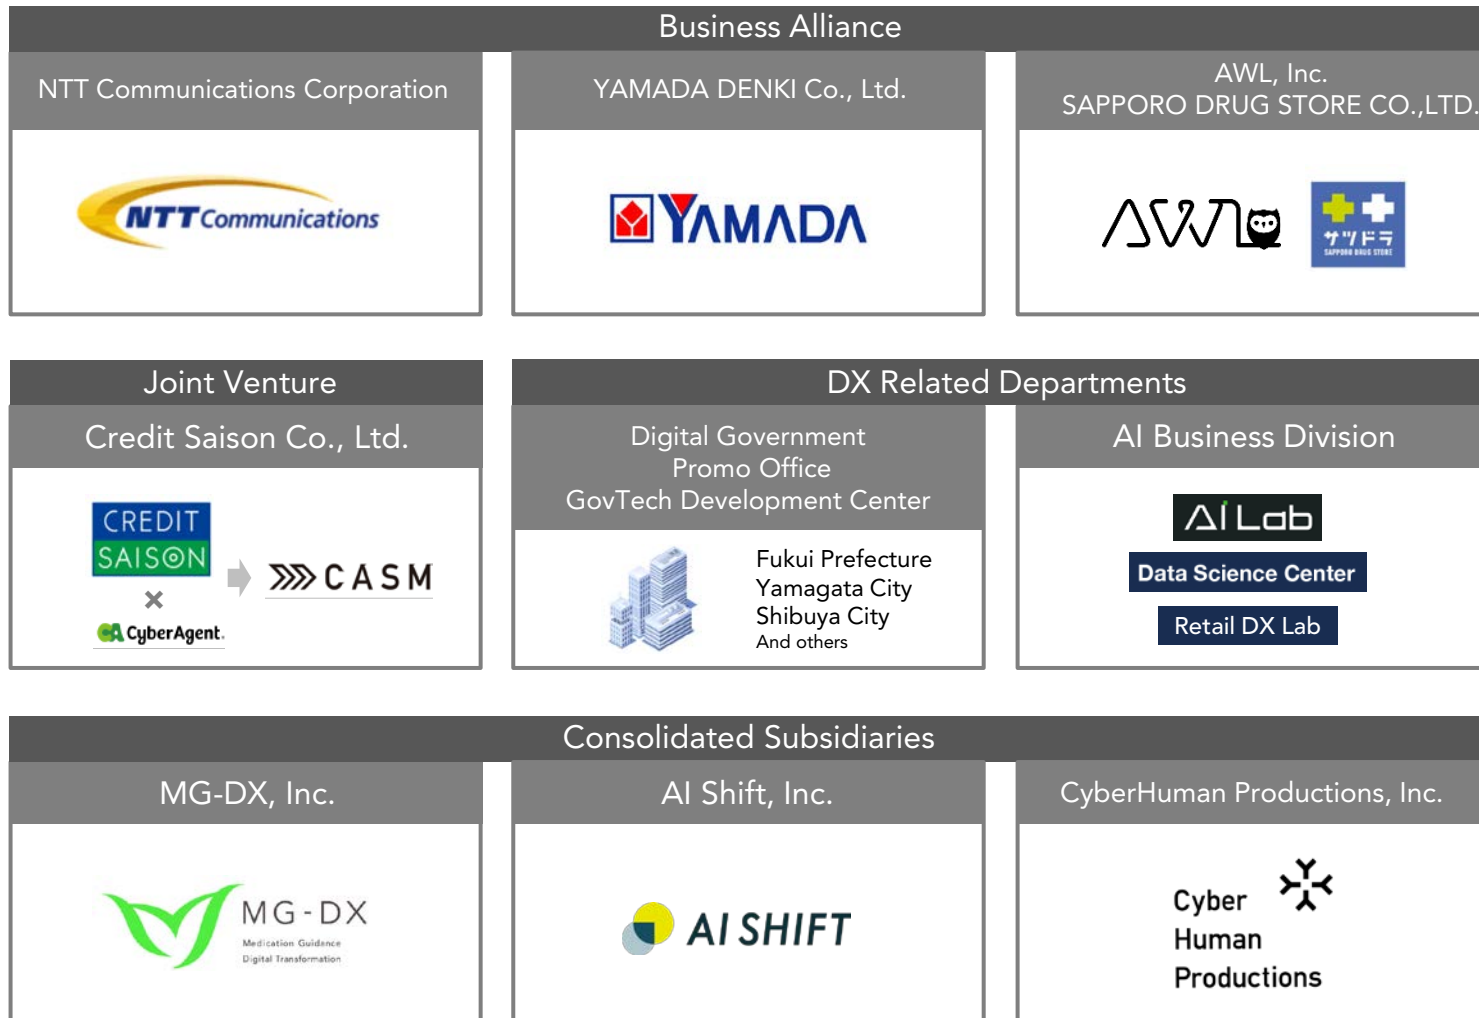 Business Alliance
NTT Communications Corporation
YAMADA DENKI Co., Ltd.
AWL, Inc.
SAPPORO DRUG STORE CO.,LTD.
NTT Communications
YAMADA
AWL
サツドラ
SAPPORO DRUG STORE
Joint Venture
Credit Saison Co., Ltd.
CREDIT
SAISON
×
CA CyberAgent.
CASM
DX Related Departments
Digital Government
Promo Office
GovTech Development Center
Fukui Prefecture
Yamagata City
Shibuya City
And others
AI Business Division
AI Lab
Data Science Center
Retail DX Lab
Consolidated Subsidiaries
MG-DX, Inc.
MG-DX
Medication Guidance
Digital Transformation
AI Shift, Inc.
AI SHIFT
CyberHuman Productions, Inc.
Cyber
Human
Productions